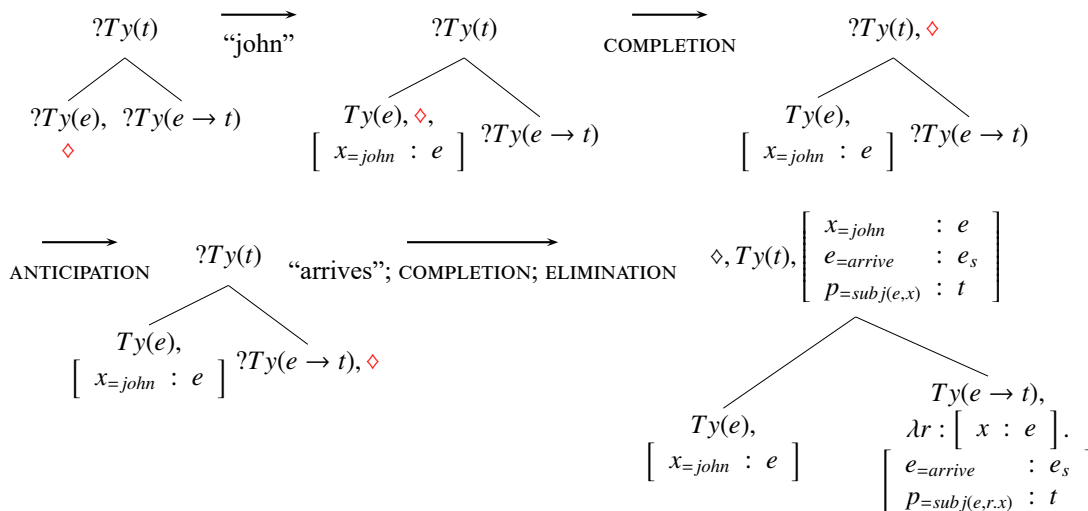 ?Ty(t) “john” ?Ty(t) COMPLETION ?Ty(t), ◊
?Ty(e), ?Ty(e → t)
◊
Ty(e), ◊,
[ x=john : e ] ?Ty(e → t)
Ty(e),
[ x=john : e ] ?Ty(e → t)
ANTICIPATION ?Ty(t)
Ty(e),
[ x=john : e ] ?Ty(e → t), ◊
“arrives”; COMPLETION; ELIMINATION
◊, Ty(t), [ x=john : e
e=arrive : es
p=subj(e,x) : t ]
Ty(e),
[ x=john : e ]
Ty(e → t),
λr : [ x : e ] .
[ e=arrive : es
p=subj(e,r.x) : t